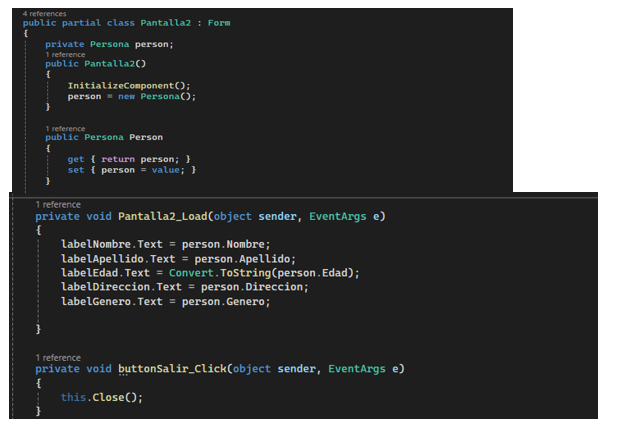 4 references
public partial class Pantalla2 : Form
{
private Persona person;
1 reference
public Pantalla2()
{
InitializeComponent();
person = new Persona();
}
1 reference
public Persona Person
{
get { return person; }
set { person = value; }
}
1 reference
private void Pantalla2_Load(object sender, EventArgs e)
{
labelNombre.Text = person.Nombre;
labelApellido.Text = person.Apellido;
labelEdad.Text = Convert.ToString(person.Edad);
labelDireccion.Text = person.Direccion;
labelGenero.Text = person.Genero;
}
1 reference
private void buttonSalir_Click(object sender, EventArgs e)
{
this.Close();
}